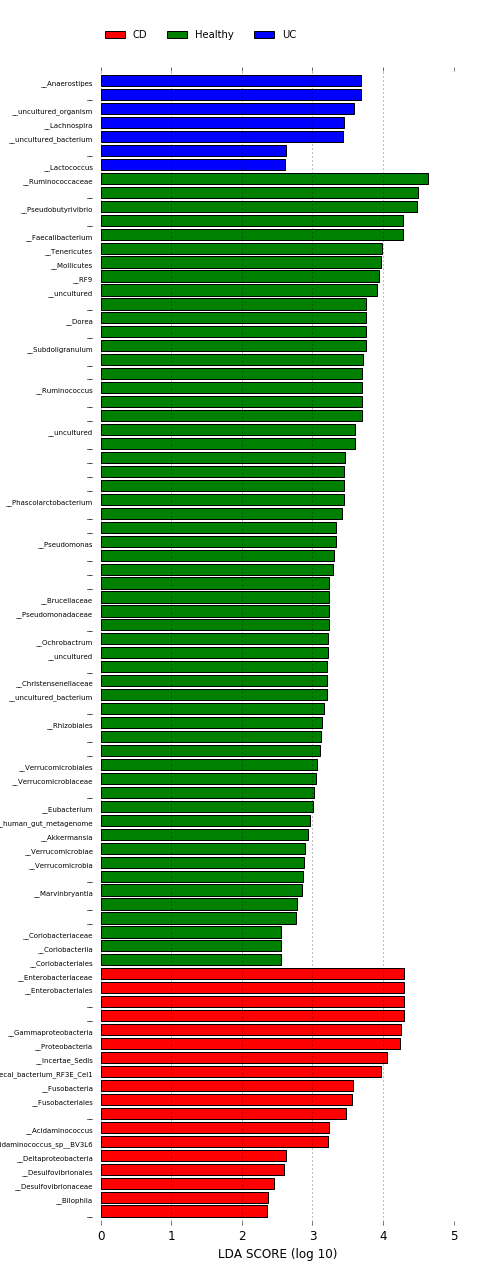 CD Healthy UC
__Anaerostipes
__
__uncultured_organism
__Lachnospira
__uncultured_bacterium
__
__Lactococcus
__Ruminococcaceae
__
__Pseudobutyrivibrio
__
__Faecalibacterium
__Tenericutes
__Mollicutes
__RF9
__uncultured
__
__Dorea
__
__Subdoligranulum
__
__
__Ruminococcus
__
__
__uncultured
__
__
__
__
__Phascolarctobacterium
__
__
__Pseudomonas
__
__
__
__Brucellaceae
__Pseudomonadaceae
__
__Ochrobactrum
__uncultured
__
__Christensenellaceae
__uncultured_bacterium
__
__Rhizobiales
__
__
__Verrucomicrobiales
__Verrucomicrobiaceae
__
__Eubacterium
_human_gut_metagenome
__Akkermansia
__Verrucomicrobiae
__Verrucomicrobia
__
__Marvinbryantia
__
__
__Coriobacteriaceae
__Coriobacteriia
__Coriobacteriales
__Enterobacteriaceae
__Enterobacteriales
__
__
__Gammaproteobacteria
__Proteobacteria
__Incertae_Sedis
ecal_bacterium_RF3E_Cel1
__Fusobacteria
__Fusobacteriales
__
__Acidaminococcus
idaminococcus_sp__BV3L6
__Deltaproteobacteria
__Desulfovibrionales
__Desulfovibrionaceae
__Bilophila
__
0 1 2 3 4 5
LDA SCORE (log 10)